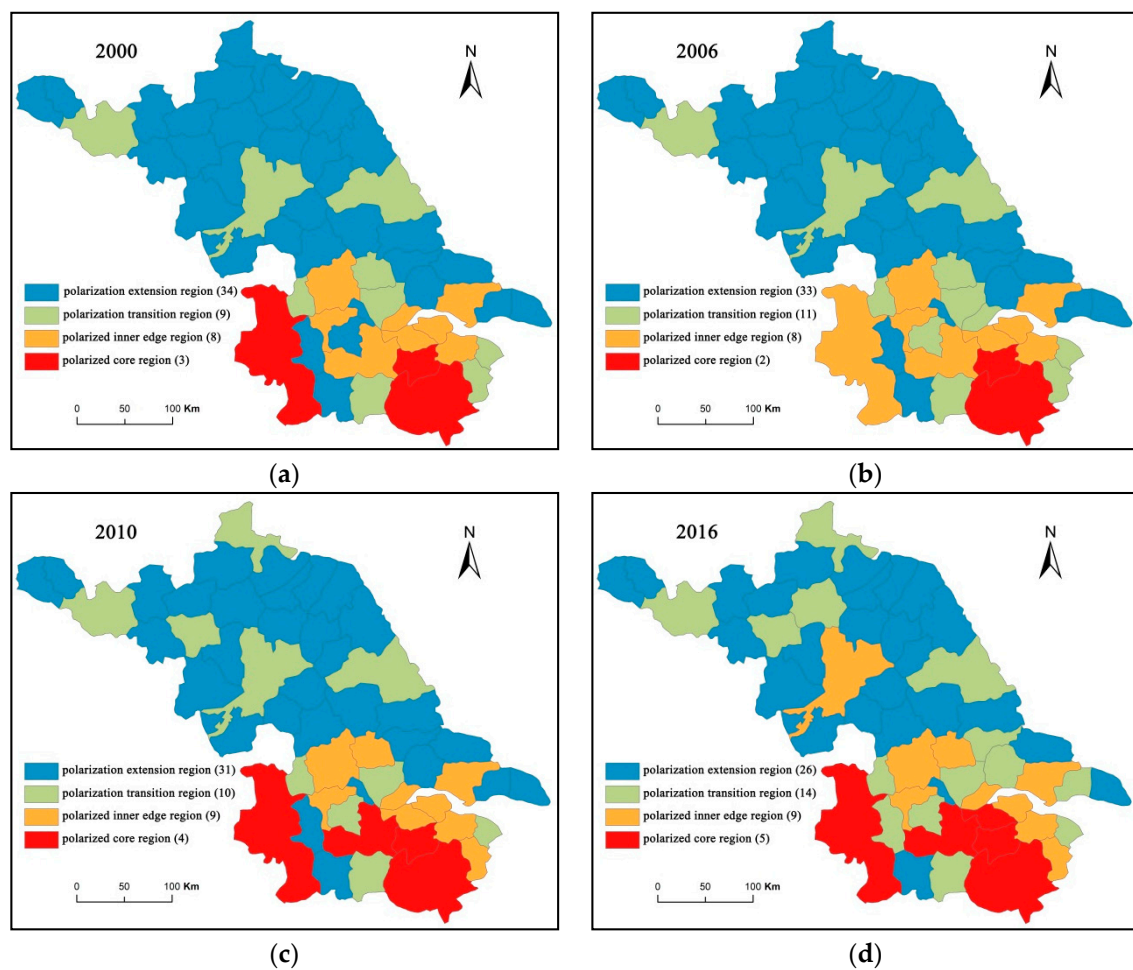 2000
N
polarization extension region (34)
polarization transition region (9)
polarized inner edge region (8)
polarized core region (3)
0 50 100 Km
(a)
2006
N
polarization extension region (33)
polarization transition region (11)
polarized inner edge region (8)
polarized core region (2)
0 50 100 Km
(b)
2010
N
polarization extension region (31)
polarization transition region (10)
polarized inner edge region (9)
polarized core region (4)
0 50 100 Km
(c)
2016
N
polarization extension region (26)
polarization transition region (14)
polarized inner edge region (9)
polarized core region (5)
0 50 100 Km
(d)